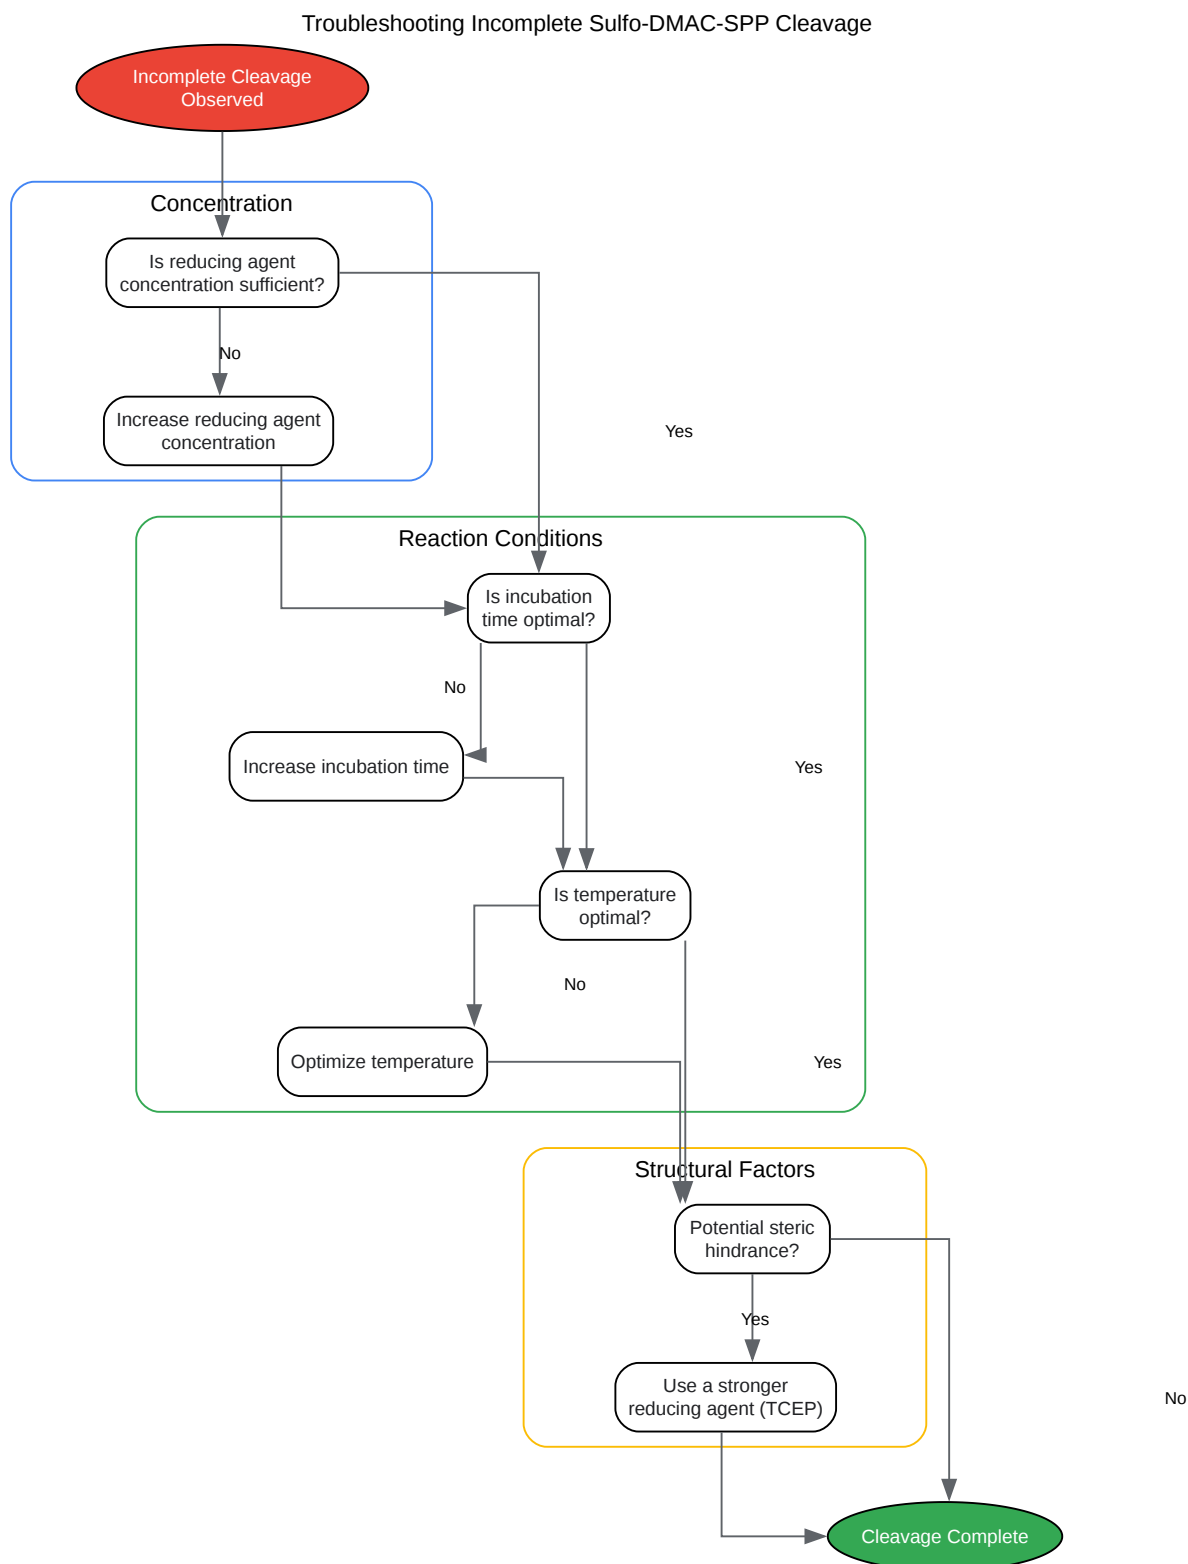 Troubleshooting Incomplete Sulfo-DMAC-SPP Cleavage
Incomplete Cleavage
Observed
Concentration
Is reducing agent
concentration sufficient?
No
Increase reducing agent
concentration
Yes
Reaction Conditions
Is incubation
time optimal?
No
Increase incubation time
Yes
Is temperature
optimal?
No
Optimize temperature
Yes
Structural Factors
Potential steric
hindrance?
Yes
Use a stronger
reducing agent (TCEP)
No
Cleavage Complete